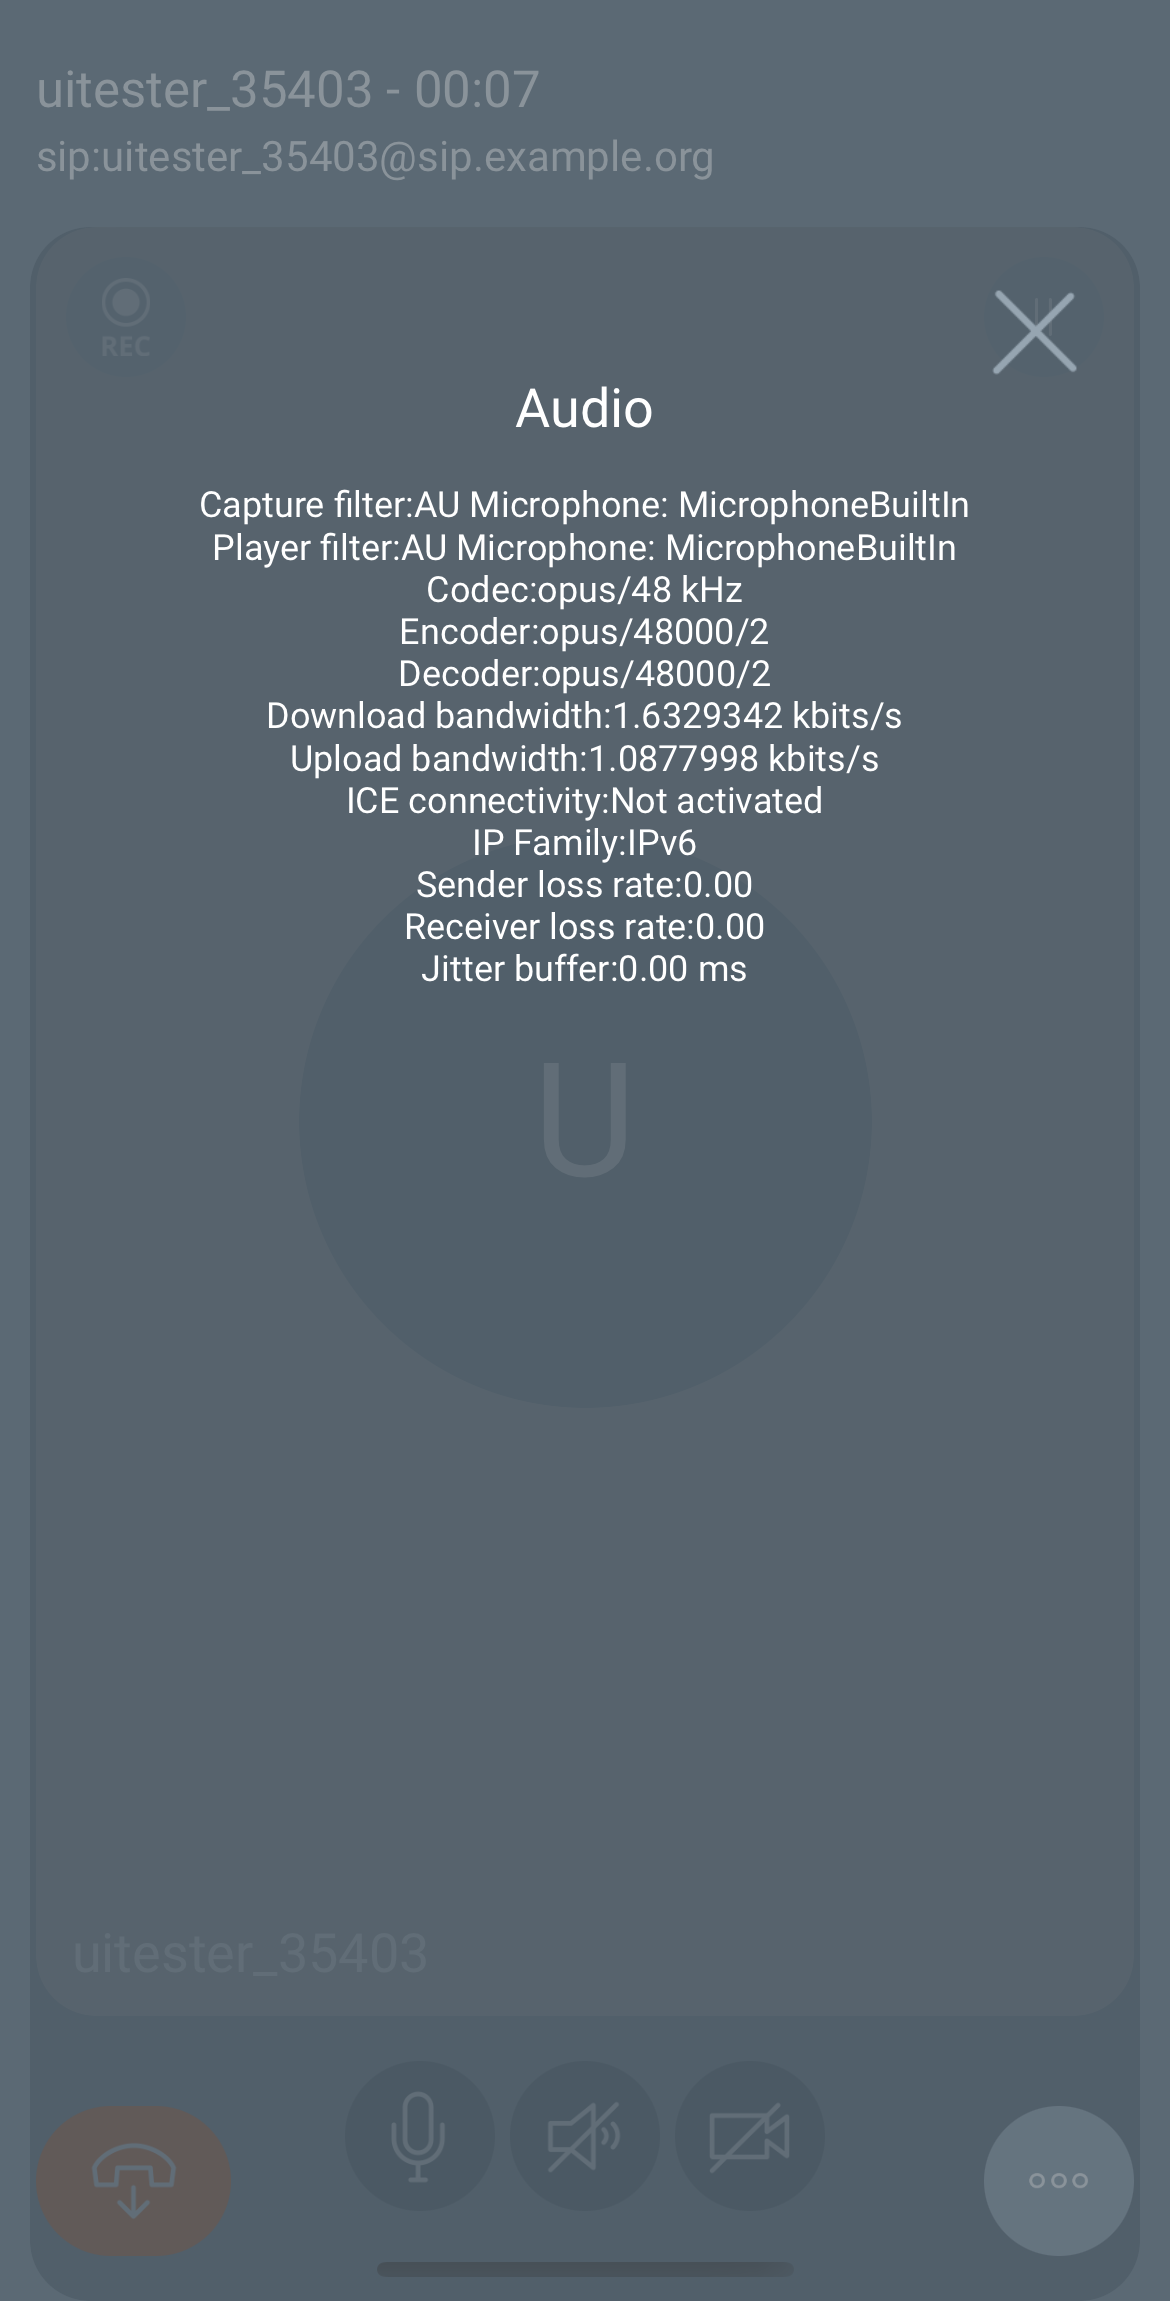 uitester_35403 - 00:07
sip:uitester_35403@sip.example.org
REC
Audio
Capture filter:AU Microphone: MicrophoneBuiltIn
Player filter:AU Microphone: MicrophoneBuiltIn
Codec:opus/48 kHz
Encoder:opus/48000/2
Decoder:opus/48000/2
Download bandwidth:1.6329342 kbits/s
Upload bandwidth:1.0877998 kbits/s
ICE connectivity:Not activated
IP Family:IPv6
Sender loss rate:0.00
Receiver loss rate:0.00
Jitter buffer:0.00 ms
U
uitester_35403